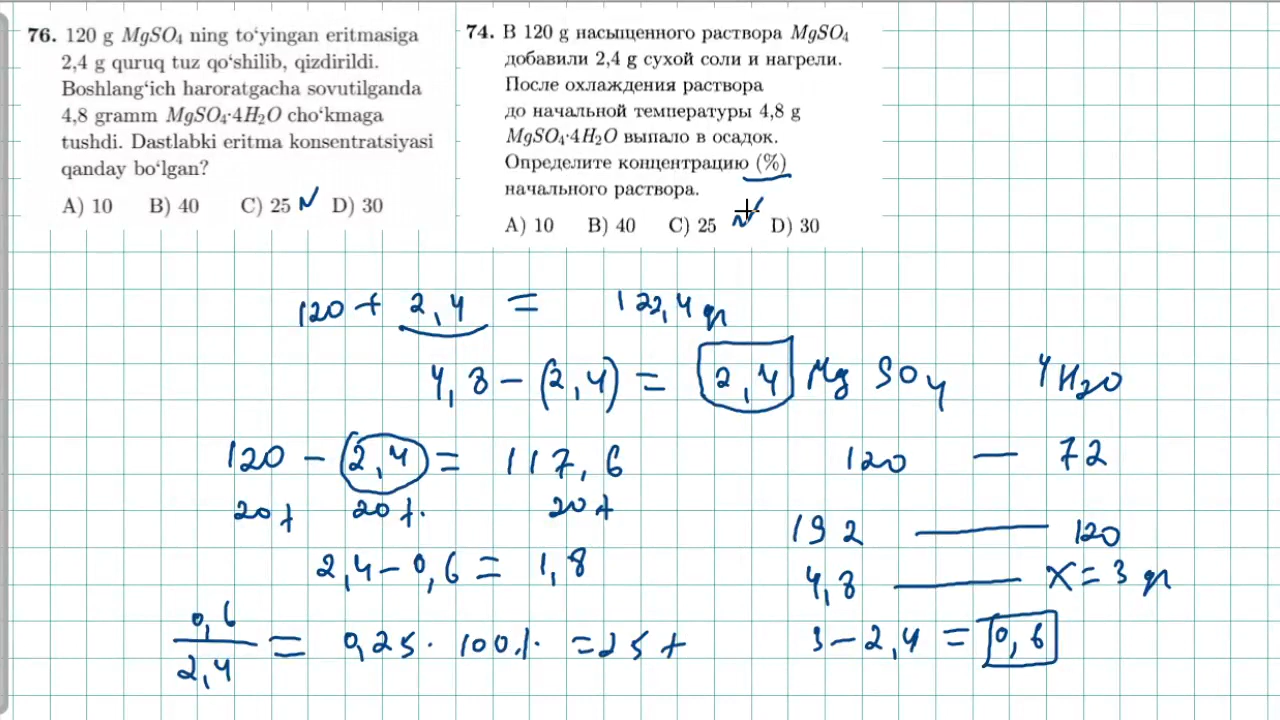 76. 120 g MgSO₄ ning to‘yingan eritmasiga
2,4 g quruq tuz qo‘shilib, qizdirildi.
Boshlang‘ich haroratgacha sovutilganda
4,8 gramm MgSO₄·4H₂O cho‘kmaga
tushdi. Dastlabki eritma konsentratsiyasi
qanday bo‘lgan?
A) 10 B) 40 C) 25 D) 30
74. В 120 g насыщенного раствора MgSO₄
добавили 2,4 g сухой соли и нагрели.
После охлаждения раствора
до начальной температуры 4,8 g
MgSO₄·4H₂O выпало в осадок.
Определите концентрацию (%)
начального раствора.
A) 10 B) 40 C) 25 D) 30
120 + 2,4 = 122,4 gr
4,8 - (2,4) = 2,4 MgSO₄ 4H₂O
120 - 2,4 = 117,6
20% 20% 20%
2,4 - 0,6 = 1,8
0,6
2,4
= 0,25 · 100% = 25%
120 — 72
192 — 120
4,8 — x = 3 gr
3 - 2,4 = 0,6